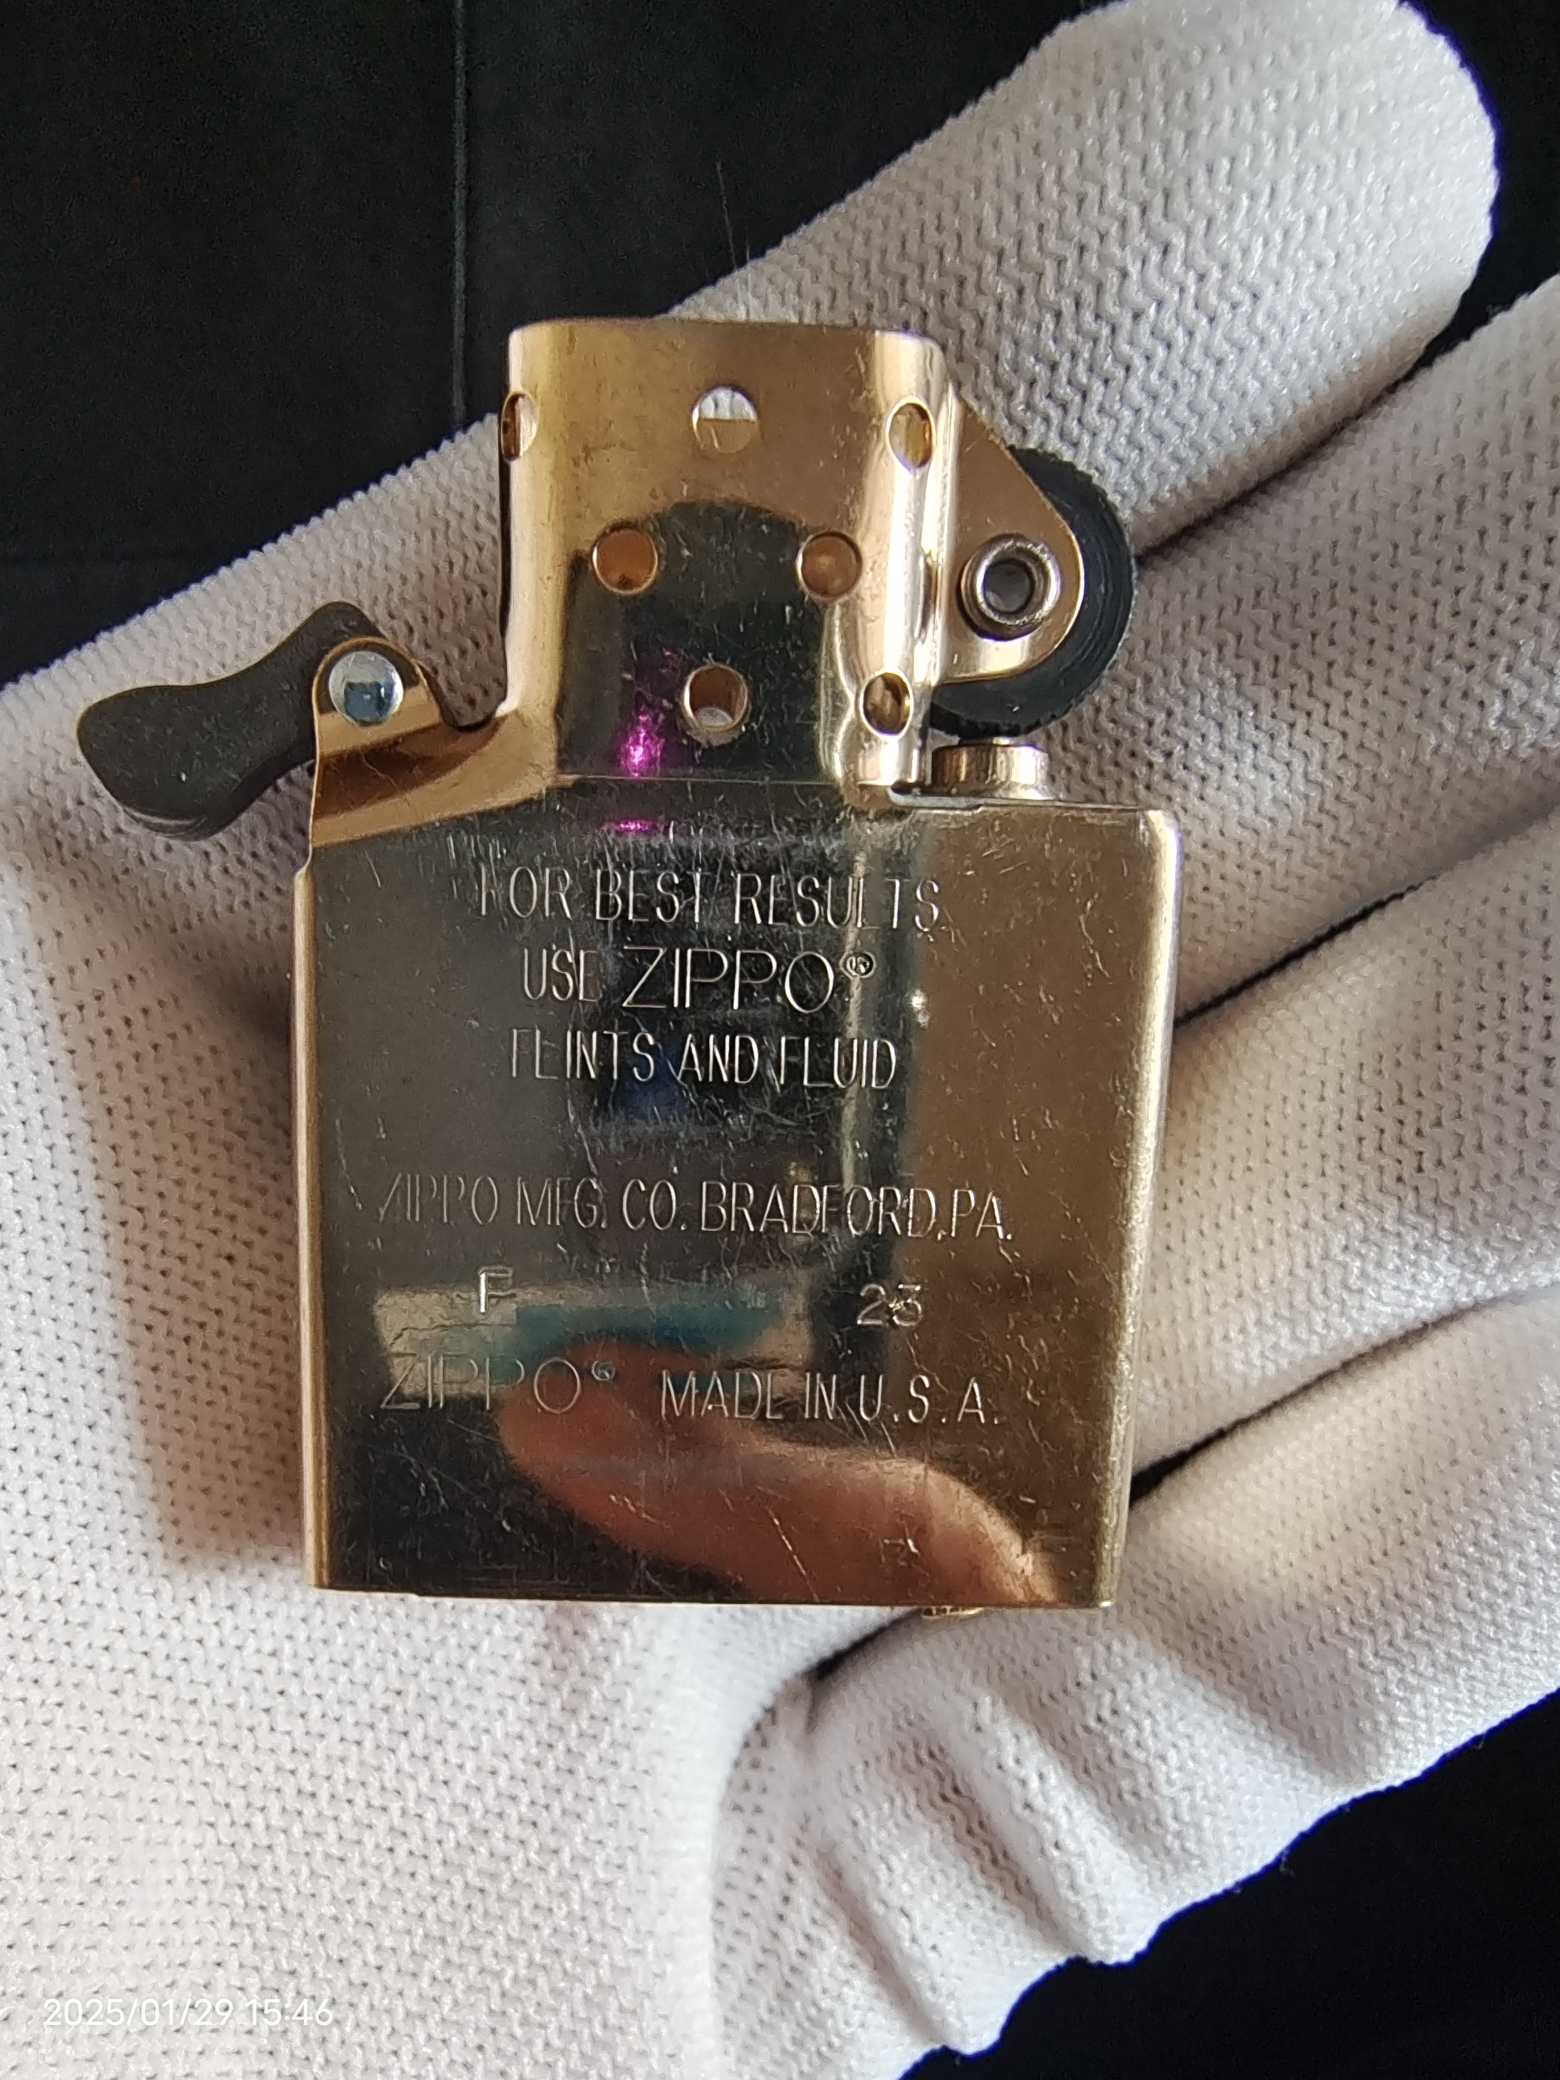 FOR BEST RESULTS
USE ZIPPO®
FLINTS AND FLUID
ZIPPO MFG. CO. BRADFORD, PA.
F 23
ZIPPO® MADE IN U.S.A.
2025/01/29 15:46